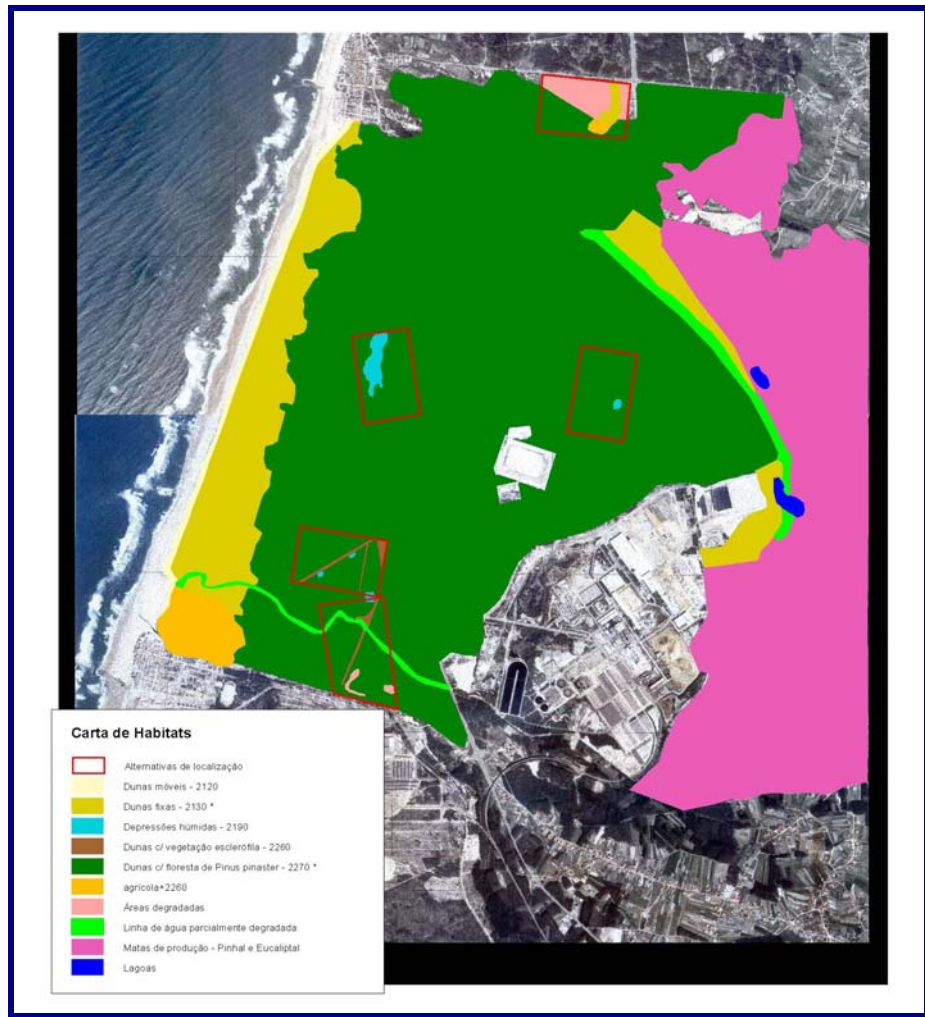 Carta de Habitats
Alternativas de localização
Dunas móveis - 2120
Dunas fixas - 2130 *
Depressões húmidas - 2190
Dunas c/ vegetação esclerófila - 2260
Dunas c/ floresta de Pinus pinaster - 2270 *
agrícola+2260
Áreas degradadas
Linha de água parcialmente degradada
Matas de produção - Pinhal e Eucaliptal
Lagoas